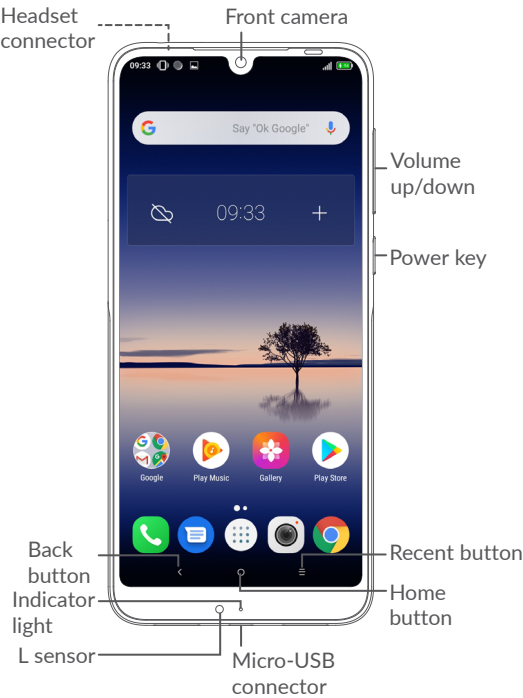 Headset
connector
Front camera
09:33
Say "Ok Google"
Volume
up/down
09:33
Power key
Google
Play Music
Gallery
Play Store
Back
button
Recent button
Indicator
light
Home
button
L sensor
Micro-USB
connector